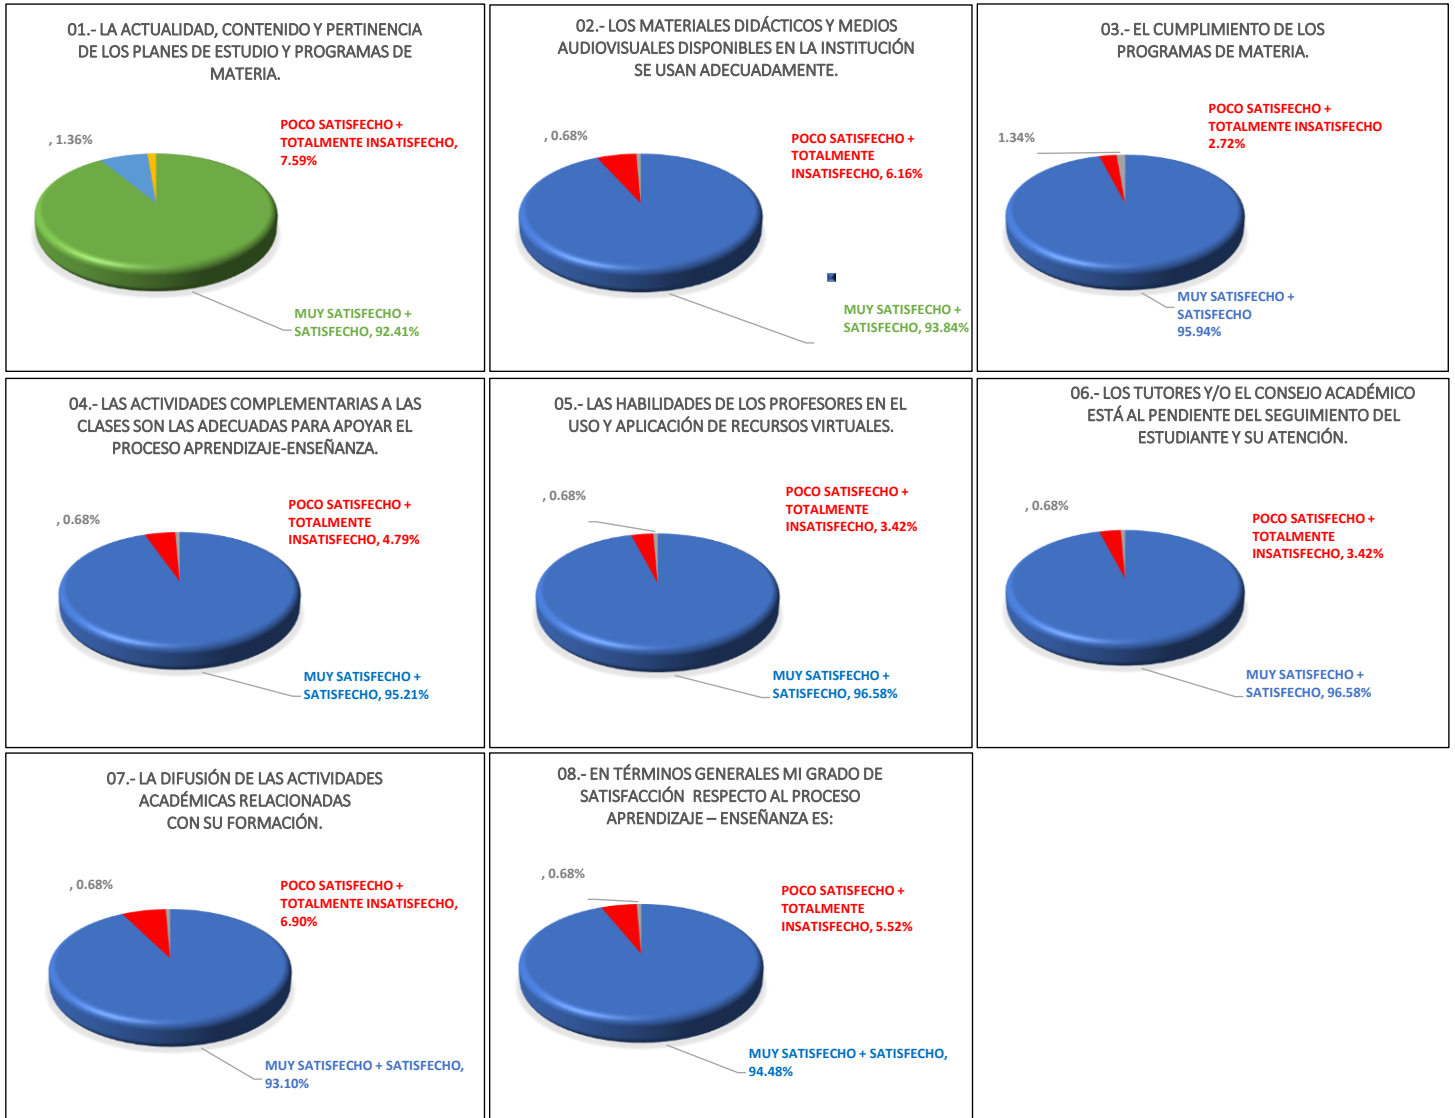 01.- LA ACTUALIDAD, CONTENIDO Y PERTINENCIA
DE LOS PLANES DE ESTUDIO Y PROGRAMAS DE
MATERIA.
, 1.36%
POCO SATISFECHO +
TOTALMENTE INSATISFECHO,
7.59%
MUY SATISFECHO +
SATISFECHO, 92.41%
02.- LOS MATERIALES DIDÁCTICOS Y MEDIOS
AUDIOVISUALES DISPONIBLES EN LA INSTITUCIÓN
SE USAN ADECUADAMENTE.
, 0.68%
POCO SATISFECHO +
TOTALMENTE
INSATISFECHO, 6.16%
MUY SATISFECHO +
SATISFECHO, 93.84%
03.- EL CUMPLIMIENTO DE LOS
PROGRAMAS DE MATERIA.
1.34%
POCO SATISFECHO +
TOTALMENTE INSATISFECHO
2.72%
MUY SATISFECHO +
SATISFECHO
95.94%
04.- LAS ACTIVIDADES COMPLEMENTARIAS A LAS
CLASES SON LAS ADECUADAS PARA APOYAR EL
PROCESO APRENDIZAJE-ENSEÑANZA.
, 0.68%
POCO SATISFECHO +
TOTALMENTE
INSATISFECHO, 4.79%
MUY SATISFECHO +
SATISFECHO, 95.21%
05.- LAS HABILIDADES DE LOS PROFESORES EN EL
USO Y APLICACIÓN DE RECURSOS VIRTUALES.
, 0.68%
POCO SATISFECHO +
TOTALMENTE
INSATISFECHO, 3.42%
MUY SATISFECHO +
SATISFECHO, 96.58%
06.- LOS TUTORES Y/O EL CONSEJO ACADÉMICO
ESTÁ AL PENDIENTE DEL SEGUIMIENTO DEL
ESTUDIANTE Y SU ATENCIÓN.
, 0.68%
POCO SATISFECHO +
TOTALMENTE
INSATISFECHO, 3.42%
MUY SATISFECHO +
SATISFECHO, 96.58%
07.- LA DIFUSIÓN DE LAS ACTIVIDADES
ACADÉMICAS RELACIONADAS
CON SU FORMACIÓN.
, 0.68%
POCO SATISFECHO +
TOTALMENTE INSATISFECHO,
6.90%
MUY SATISFECHO + SATISFECHO,
93.10%
08.- EN TÉRMINOS GENERALES MI GRADO DE
SATISFACCIÓN RESPECTO AL PROCESO
APRENDIZAJE – ENSEÑANZA ES:
, 0.68%
POCO SATISFECHO +
TOTALMENTE
INSATISFECHO, 5.52%
MUY SATISFECHO + SATISFECHO,
94.48%